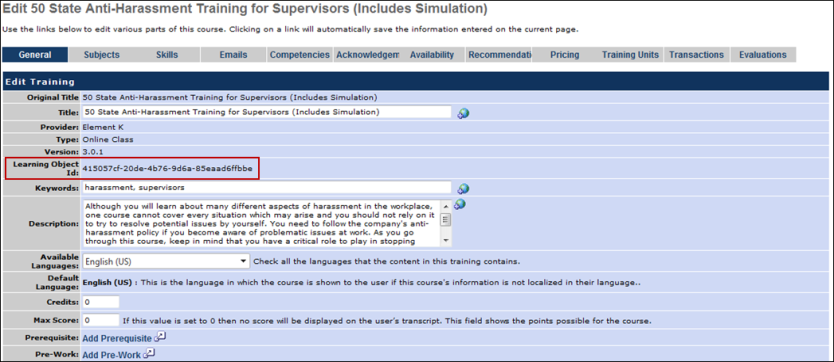 Edit 50 State Anti-Harassment Training for Supervisors (Includes Simulation)
Use the links below to edit various parts of this course. Clicking on a link will automatically save the information entered on the current page.
General Subjects Skills Emails Competencies Acknowledgem Availability Recommendati Pricing Training Units Transactions Evaluations
Edit Training
Original Title 50 State Anti-Harassment Training for Supervisors (Includes Simulation)
Title: 50 State Anti-Harassment Training for Supervisors (Includes Simulation)
Provider: Element K
Type: Online Class
Version: 3.0.1
Learning Object
Id: 415057cf-20de-4b76-9d6a-85eaad6ffbbe
Keywords: harassment, supervisors
Although you will learn about many different aspects of harassment in the workplace,
one course cannot cover every situation which may arise and you should not rely on it
Description: to try to resolve potential issues by yourself. You need to follow the company's anti-
harassment policy if you become aware of problematic issues at work. As you go
through this course, keep in mind that you have a critical role to play in stopping
Available
Languages: English (US) Check all the languages that the content in this training contains.
Default
Language: English (US) : This is the language in which the course is shown to the user if this course's information is not localized in their language..
Credits: 0
Max Score: 0 If this value is set to 0 then no score will be displayed on the user's transcript. This field shows the points possible for the course.
Prerequisite: Add Prerequisite
Pre-Work: Add Pre-Work